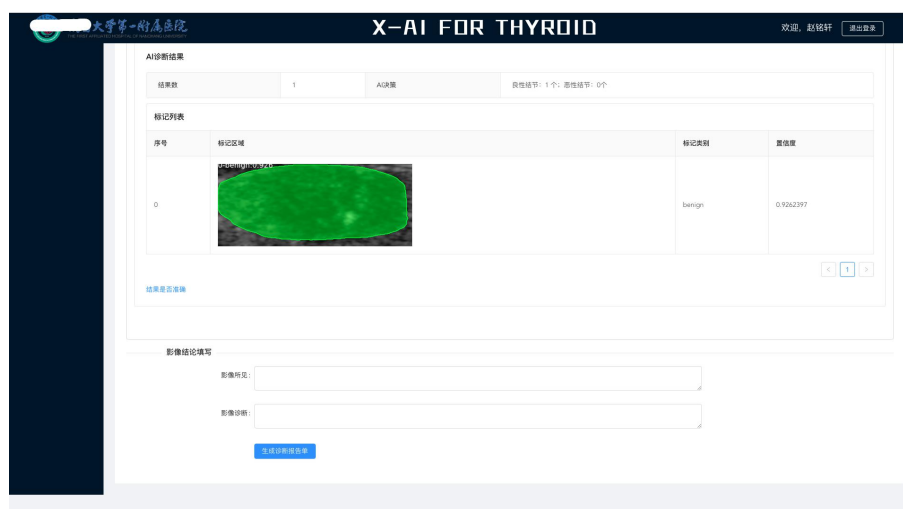 大学第一附属医院
X-AI FOR THYROID
欢迎, 赵铭轩
退出登录
AI诊断结果
结果数 1 AI决策 良性结节: 1 个; 恶性结节: 0个
标记列表
序号 标记区域 标记类别 置信度
0-benign:0.926
0 benign 0.9262397
< 1 >
结果是否准确
影像结论填写
影像所见:
影像诊断:
生成诊断报告单